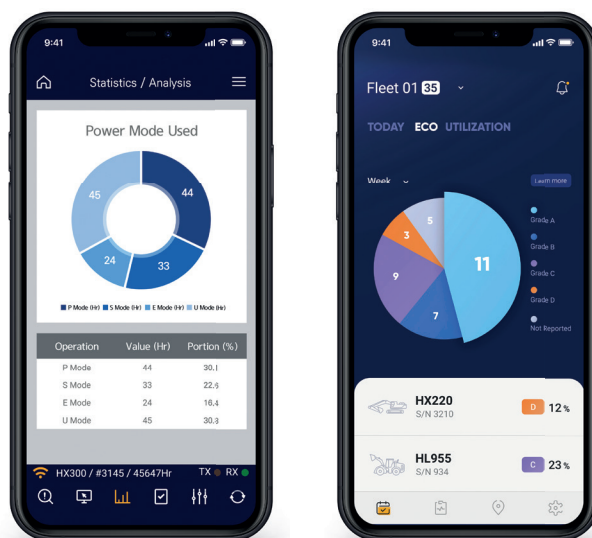 9:41
Statistics / Analysis
Power Mode Used
45
44
24
33
P Mode (Hr) S Mode (Hr) E Mode (Hr) U Mode (Hr)
Operation Value (Hr) Portion (%)
P Mode 44 30.1
S Mode 33 22.6
E Mode 24 16.4
U Mode 45 30.8
HX300 / #3145 / 45647Hr TX RX
9:41
Fleet 01 35
TODAY ECO UTILIZATION
Week
Learn more
5
3
11
9
7
Grade A
Grade B
Grade C
Grade D
Not Reported
HX220
S/N 3210
D 12%
HL955
S/N 934
C 23%